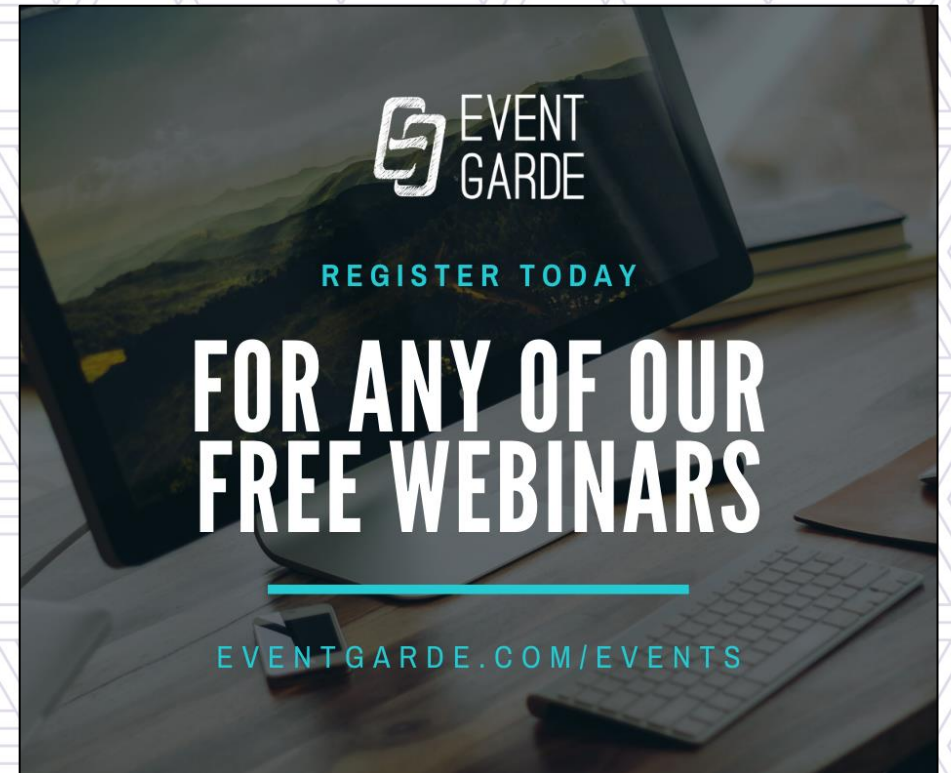 EVENT
GARDE
REGISTER TODAY
FOR ANY OF OUR
FREE WEBINARS
EVENTGARDE.COM/EVENTS